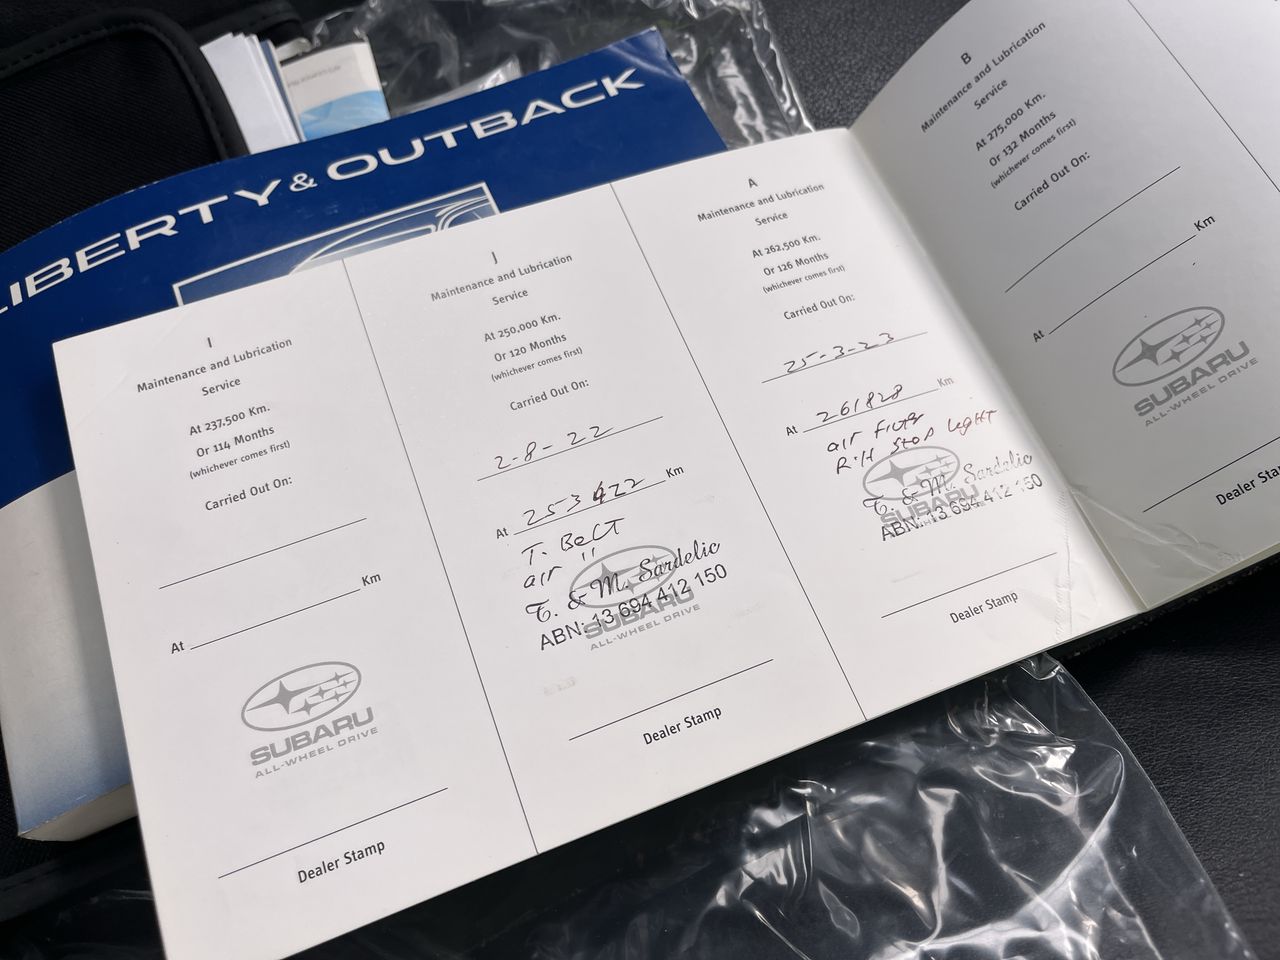 LIBERTY & OUTBACK
I
Maintenance and Lubrication
Service
At 237,500 Km.
Or 114 Months
(whichever comes first)
Carried Out On:
At Km
SUBARU
ALL-WHEEL DRIVE
Dealer Stamp
J
Maintenance and Lubrication
Service
At 250,000 Km.
Or 120 Months
(whichever comes first)
Carried Out On:
2-8-22
At 253422 Km
T. Belt
air "
T. & M. Sardelic
ABN: 13 694 412 150
SUBARU
ALL-WHEEL DRIVE
Dealer Stamp
A
Maintenance and Lubrication
Service
At 262,500 Km.
Or 126 Months
(whichever comes first)
Carried Out On:
25-3-23
At 261828 Km
air filter
R.H stop light
T. & M. Sardelic
ABN: 13 694 412 150
SUBARU
Dealer Stamp
B
Maintenance and Lubrication
Service
At 275,000 Km.
Or 132 Months
(whichever comes first)
Carried Out On:
At Km
SUBARU
ALL-WHEEL DRIVE
Dealer Sta